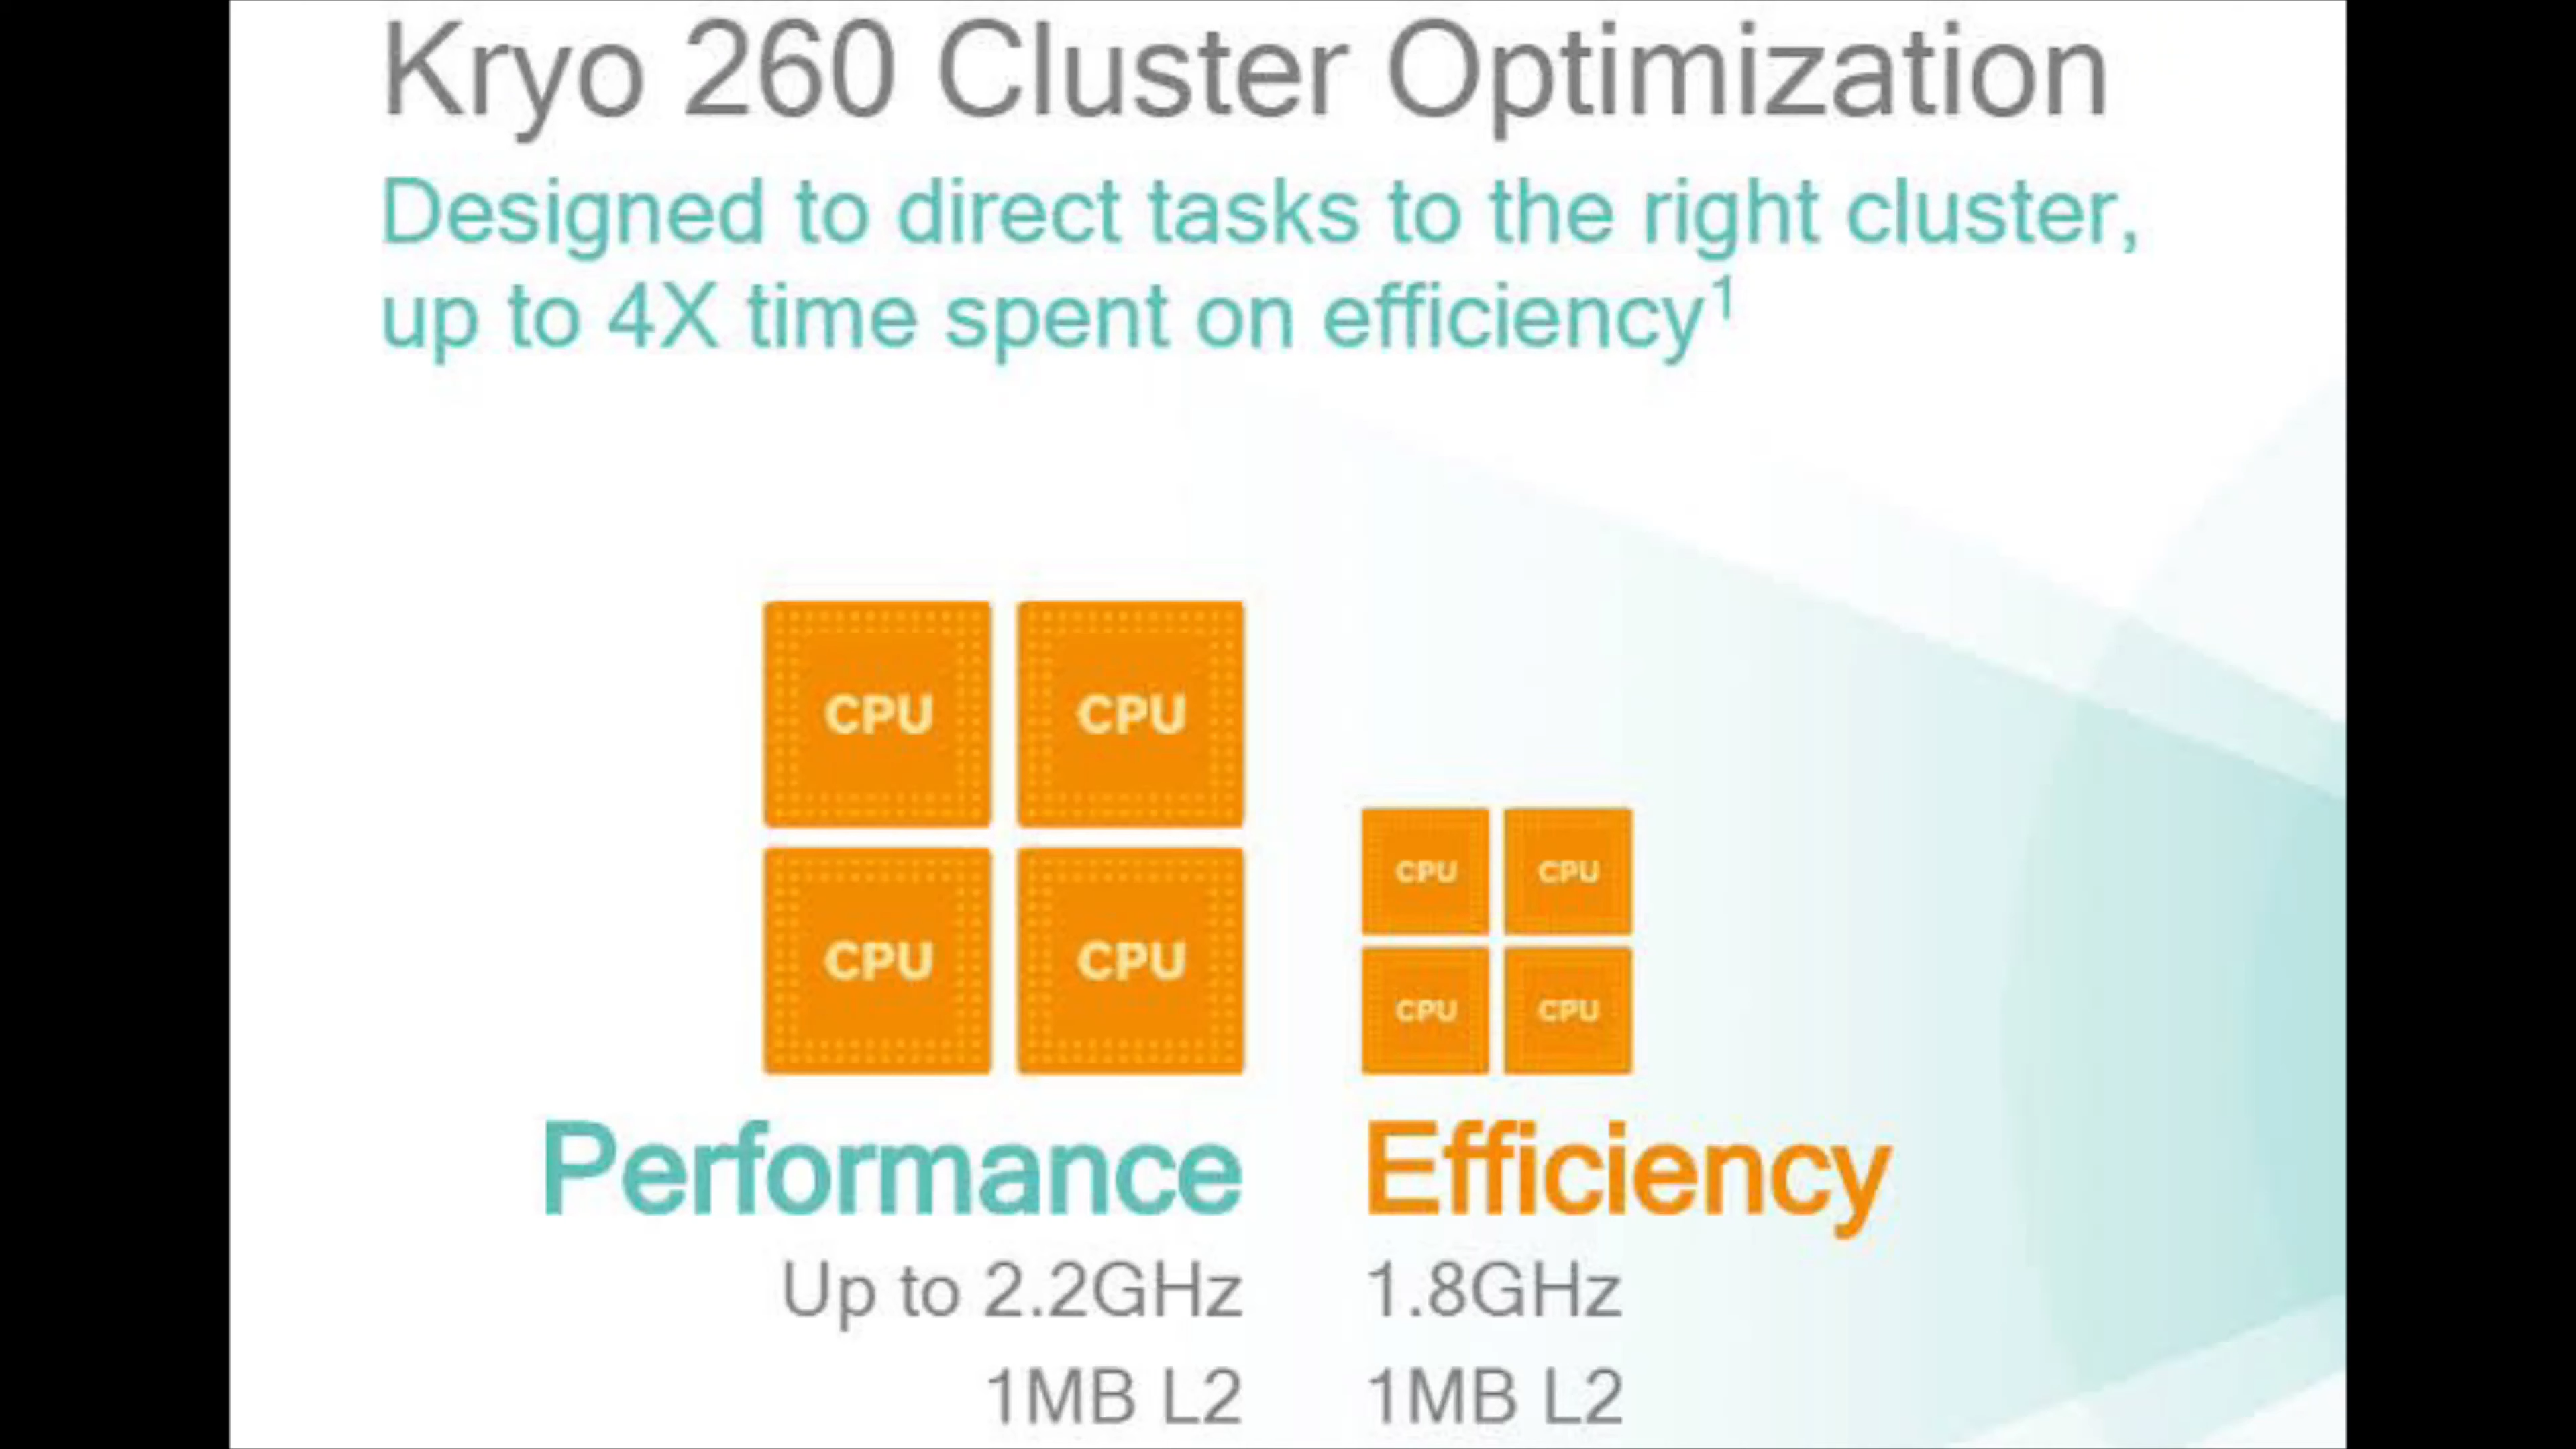 Kryo 260 Cluster Optimization
Designed to direct tasks to the right cluster,
up to 4X time spent on efficiency¹
CPU CPU
CPU CPU
CPU CPU
CPU CPU
Performance
Up to 2.2GHz
1MB L2
Efficiency
1.8GHz
1MB L2